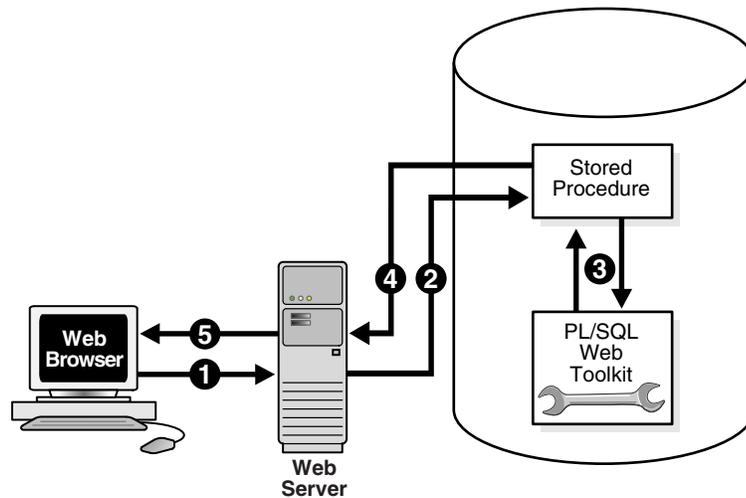 Stored
Procedure
4
2
3
5
Web
Browser
1
PL/SQL
Web
Toolkit
Web
Server